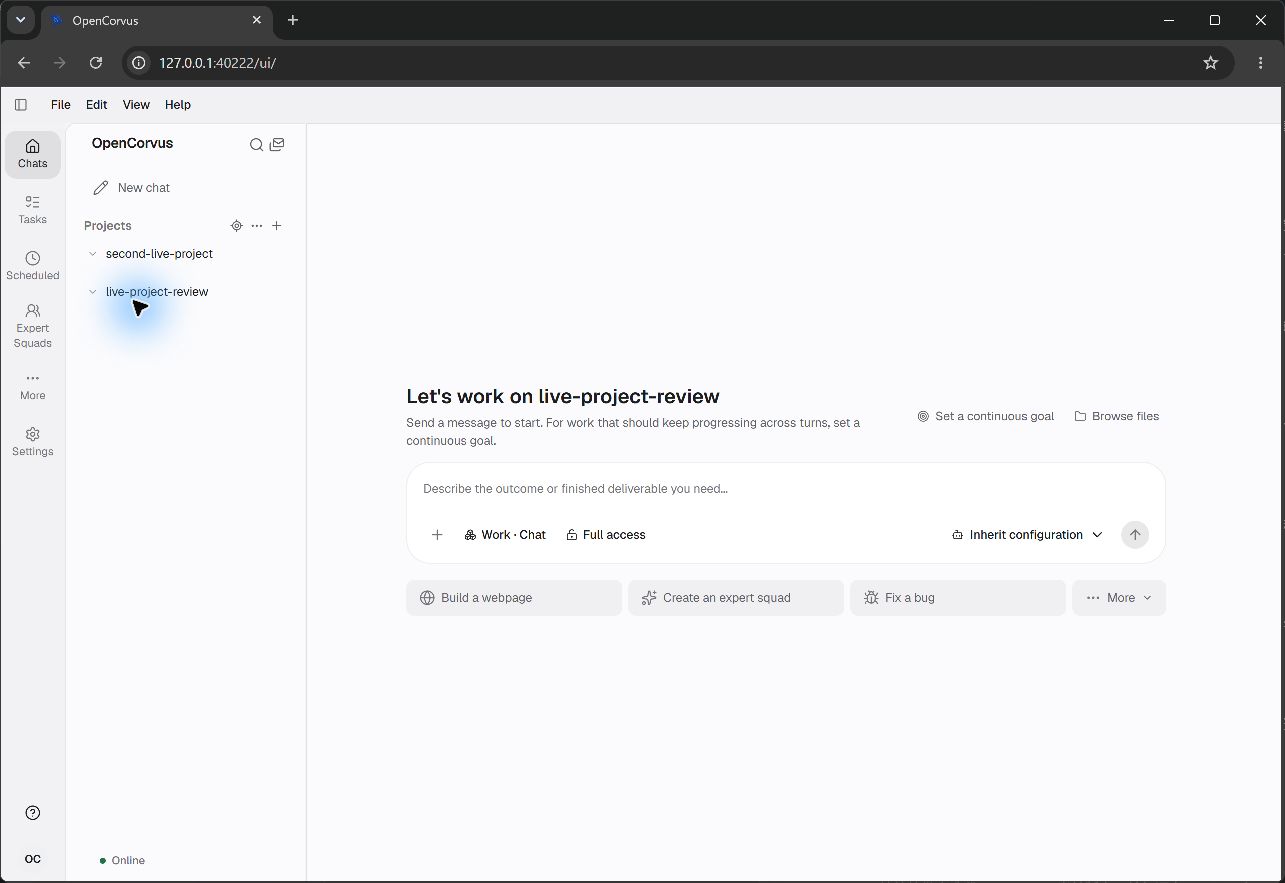 OpenCorvus
127.0.0.1:40222/ui/
File Edit View Help
Chats
Tasks
Scheduled
Expert
Squads
More
Settings
OC
OpenCorvus
New chat
Projects
second-live-project
live-project-review
Online
Let's work on live-project-review
Send a message to start. For work that should keep progressing across turns, set a
continuous goal.
Set a continuous goal Browse files
Describe the outcome or finished deliverable you need...
Work · Chat Full access Inherit configuration
Build a webpage Create an expert squad Fix a bug More